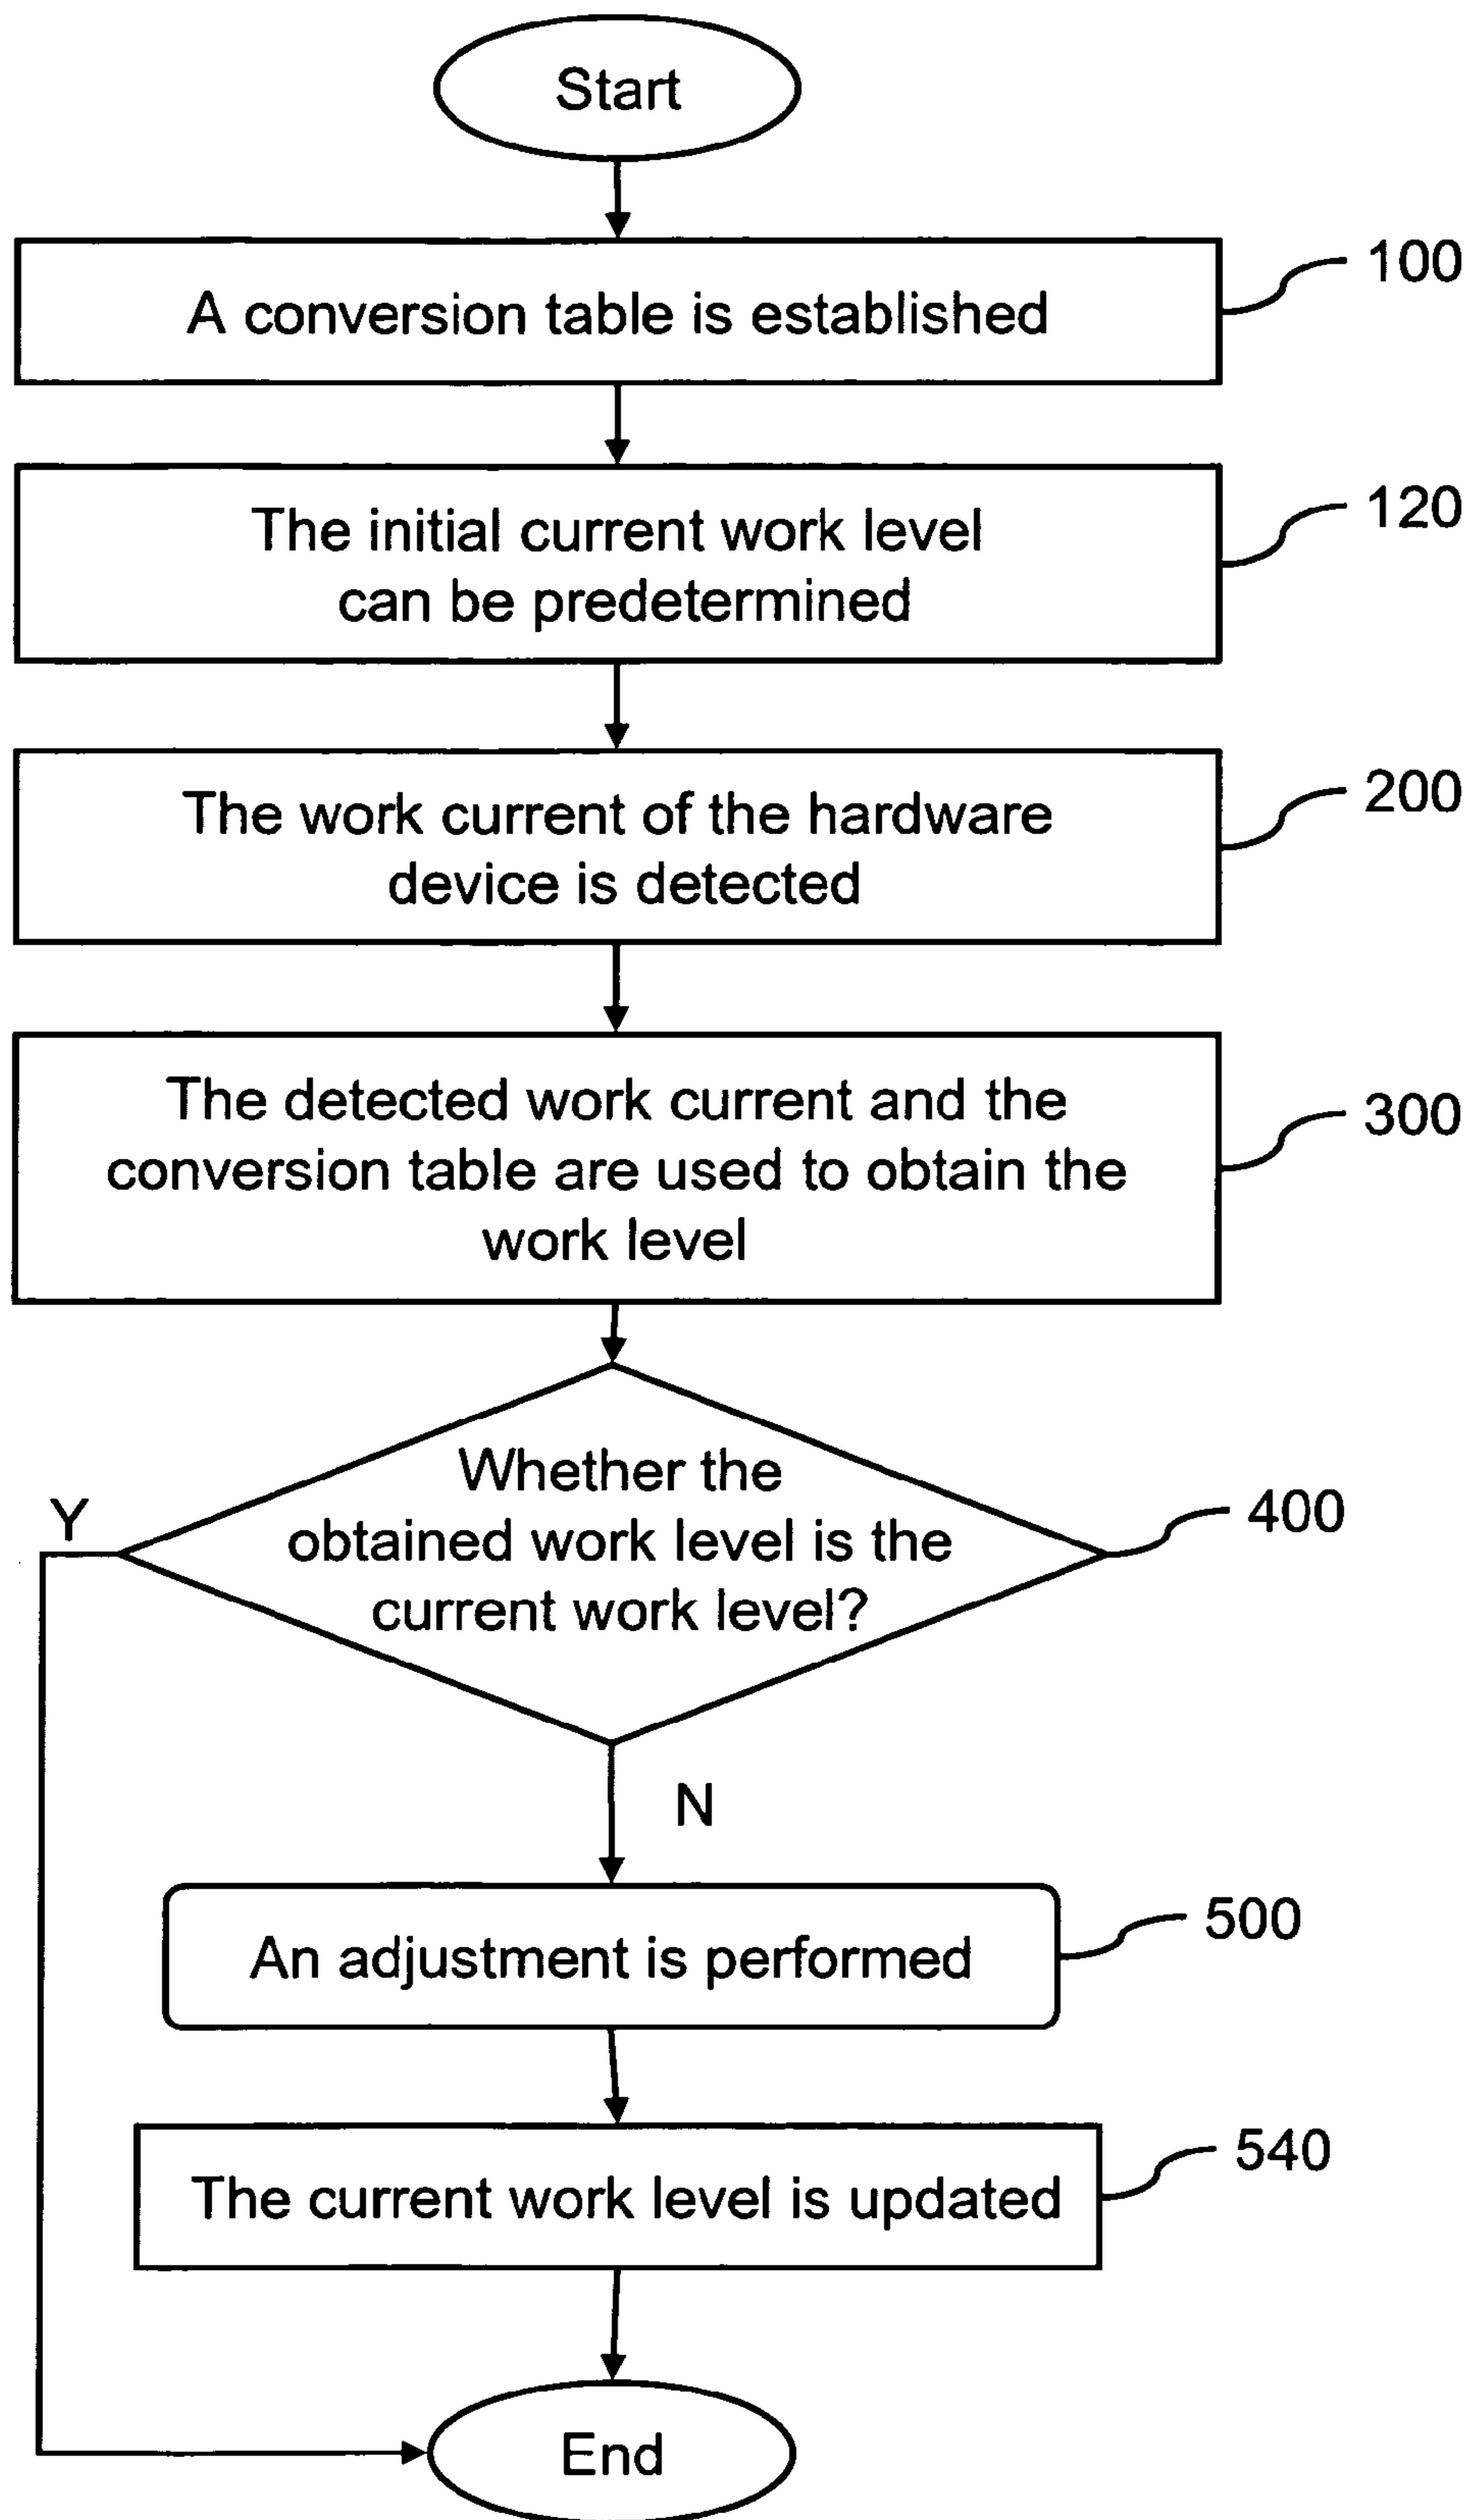 Start
A conversion table is established
100
The initial current work level
can be predetermined
120
The work current of the hardware
device is detected
200
The detected work current and the
conversion table are used to obtain the
work level
300
Whether the
obtained work level is the
current work level?
400
Y
N
An adjustment is performed
500
The current work level is updated
540
End